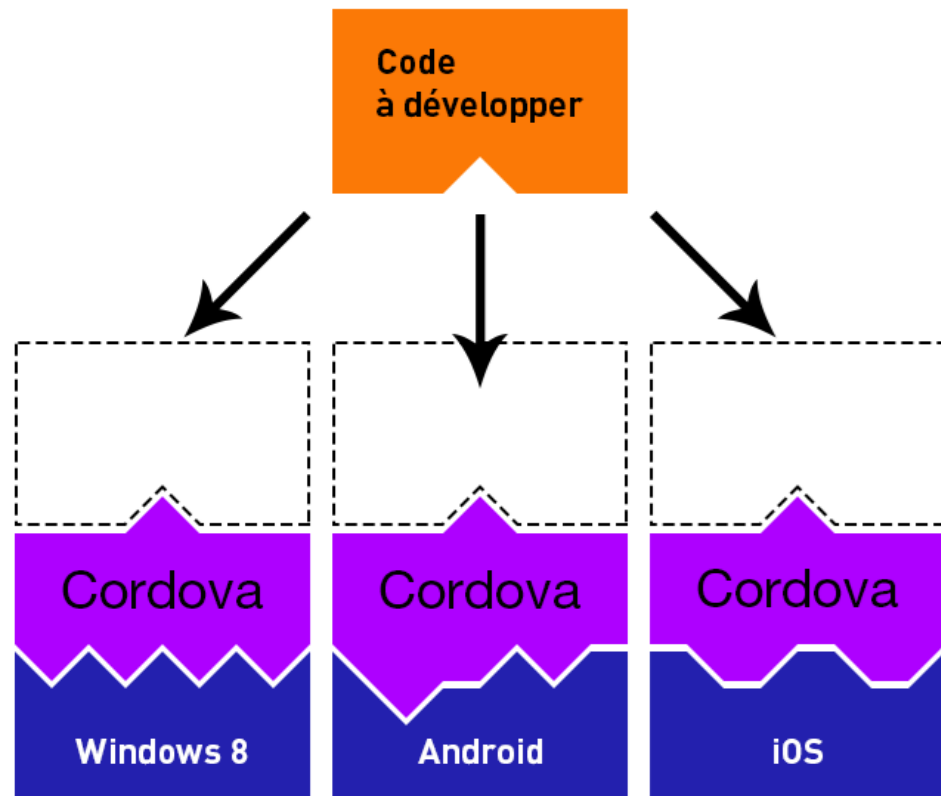 Code
à développer
Cordova
Cordova
Cordova
Windows 8
Android
iOS